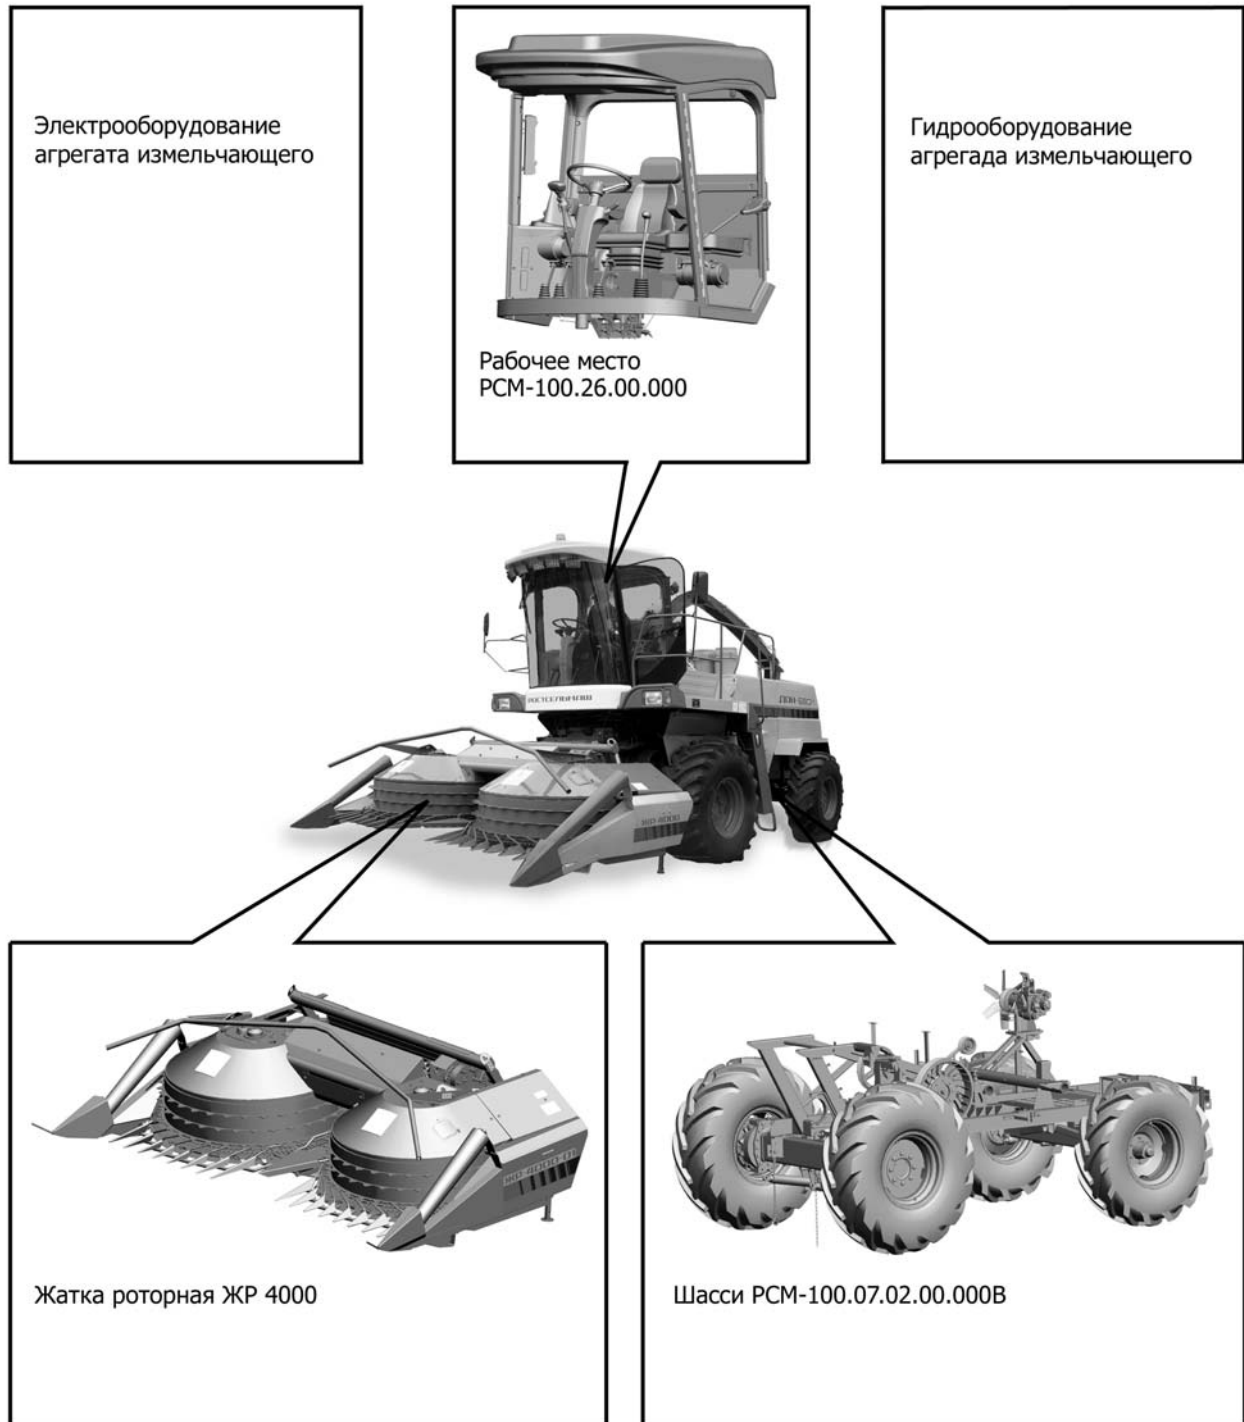 Электрооборудование
агрегата измельчающего
Рабочее место
РСМ-100.26.00.000
Гидрооборудование
агрегада измельчающего
РОСТСЕЛЬМАШ
Жатка роторная ЖР 4000
Шасси РСМ-100.07.02.00.000В